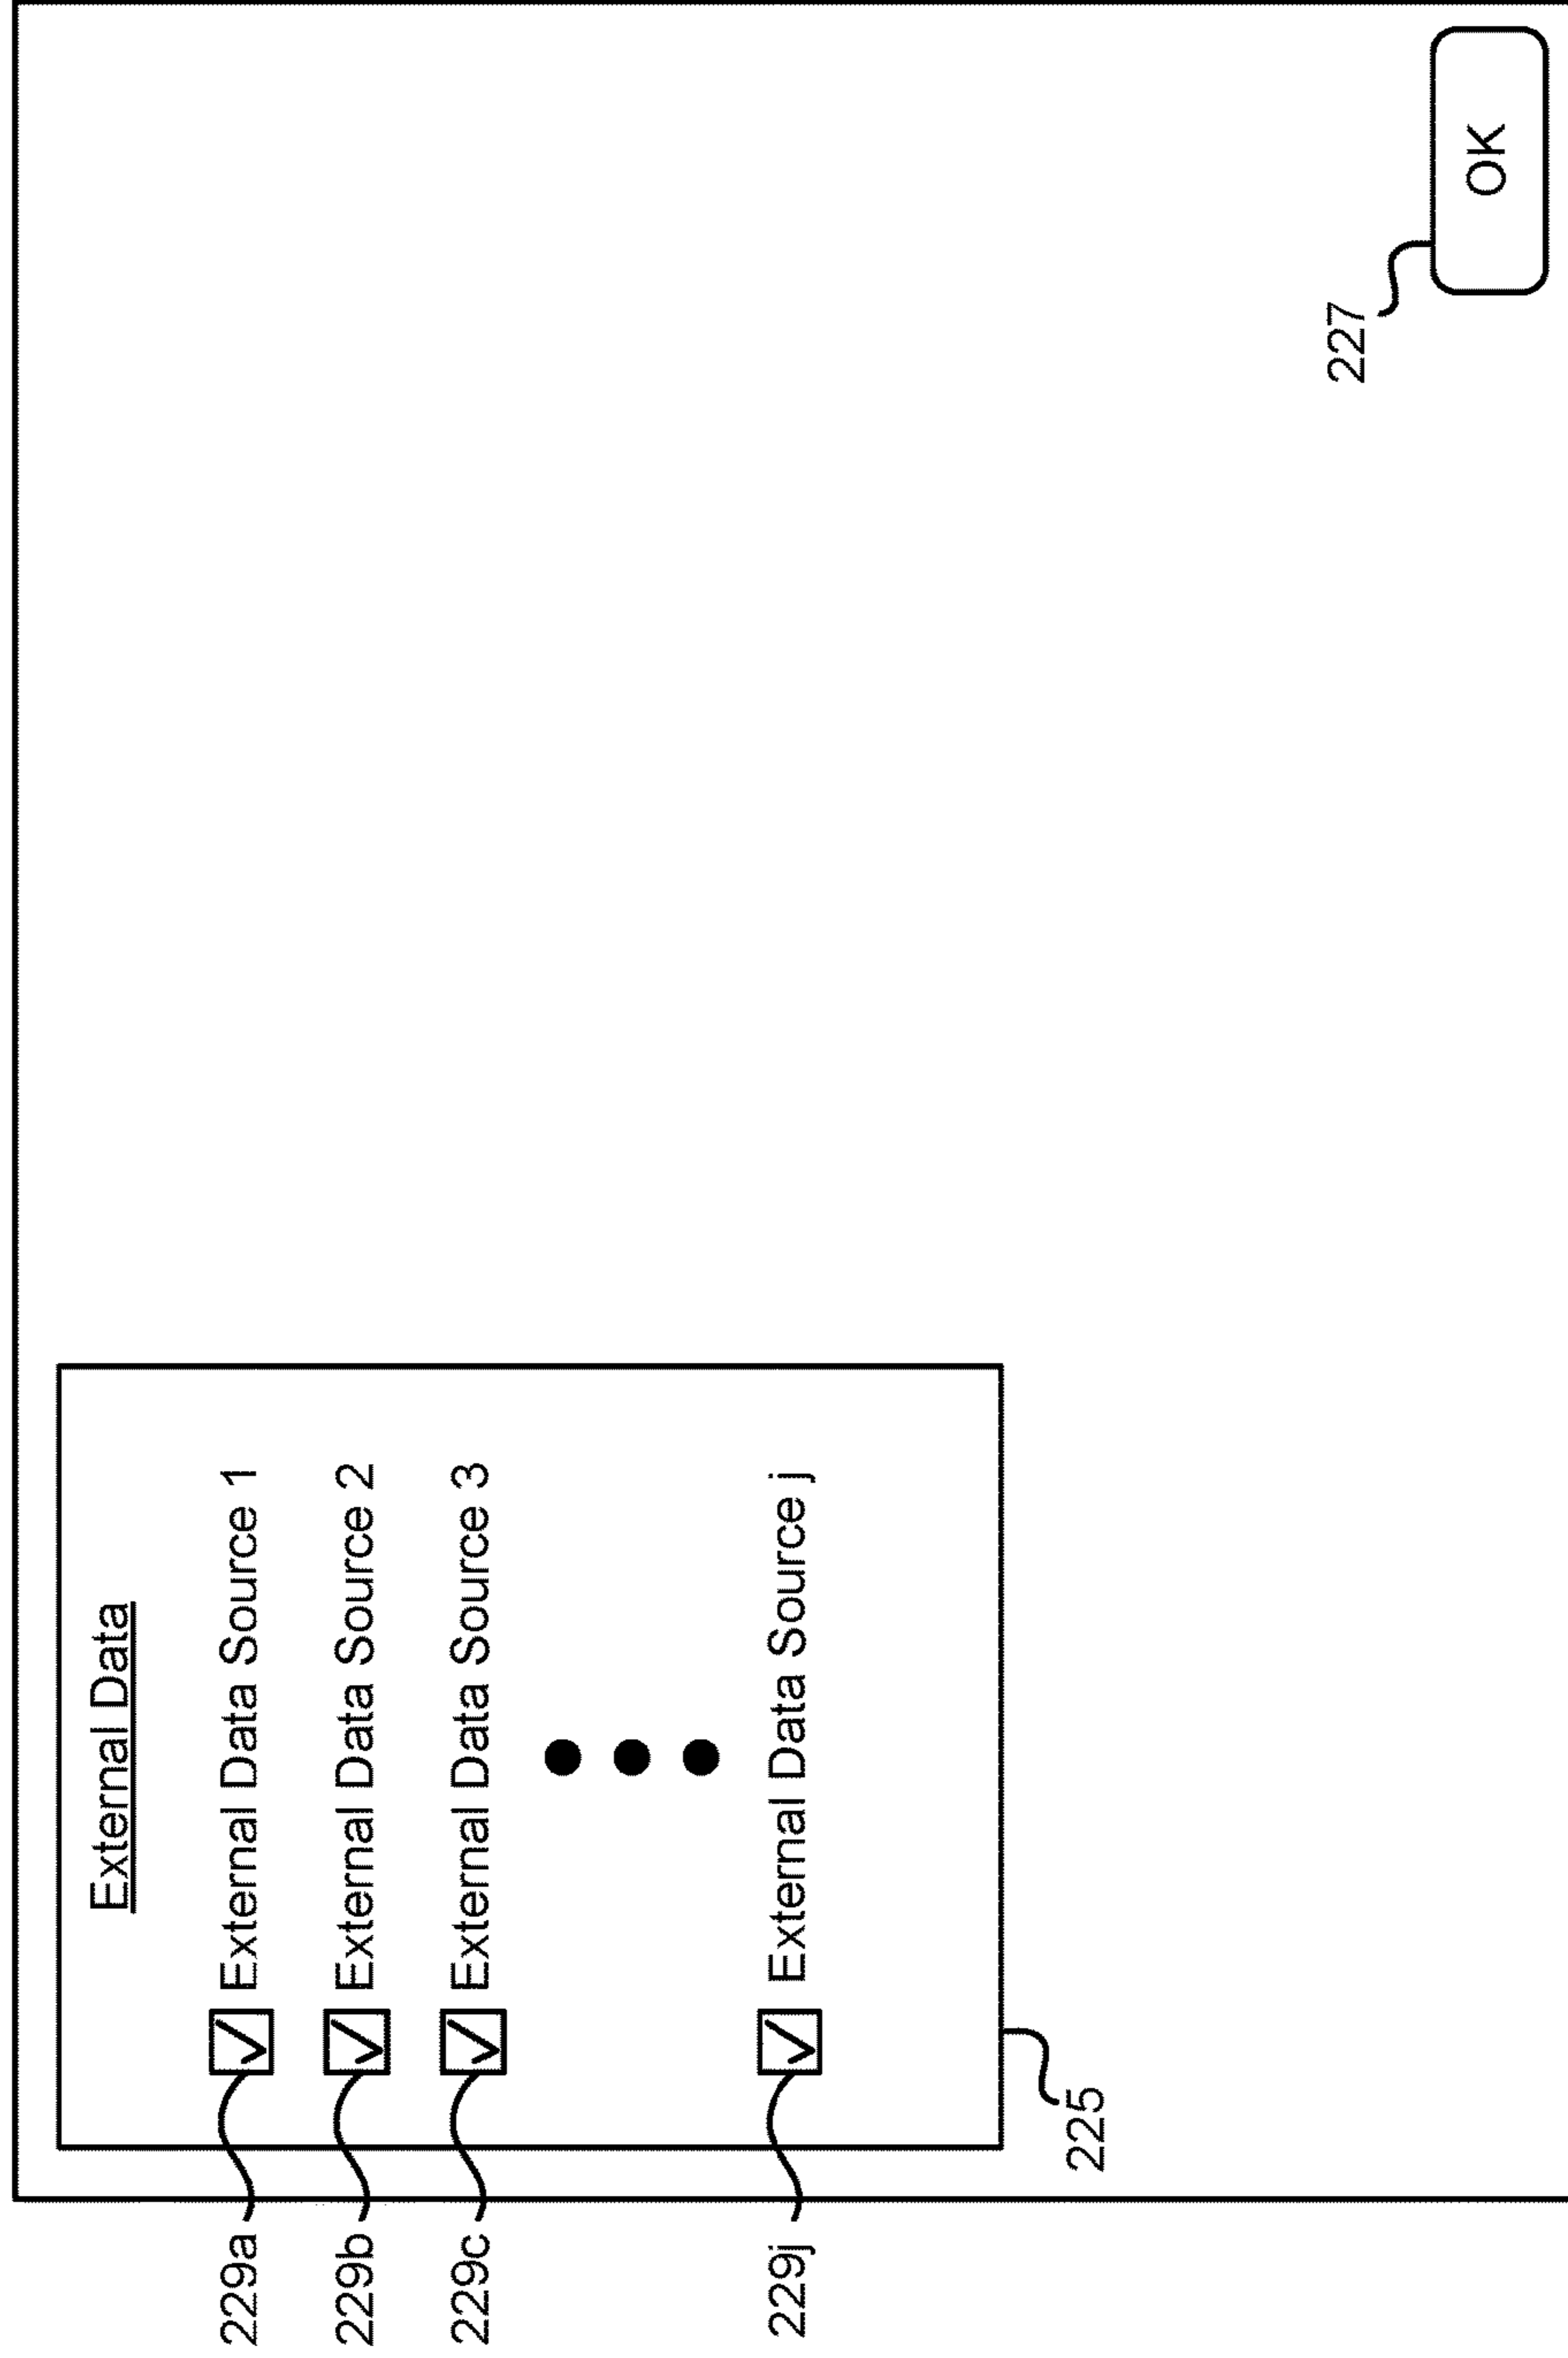 External Data
229a External Data Source 1
229b External Data Source 2
229c External Data Source 3
229j External Data Source j
225
227
OK